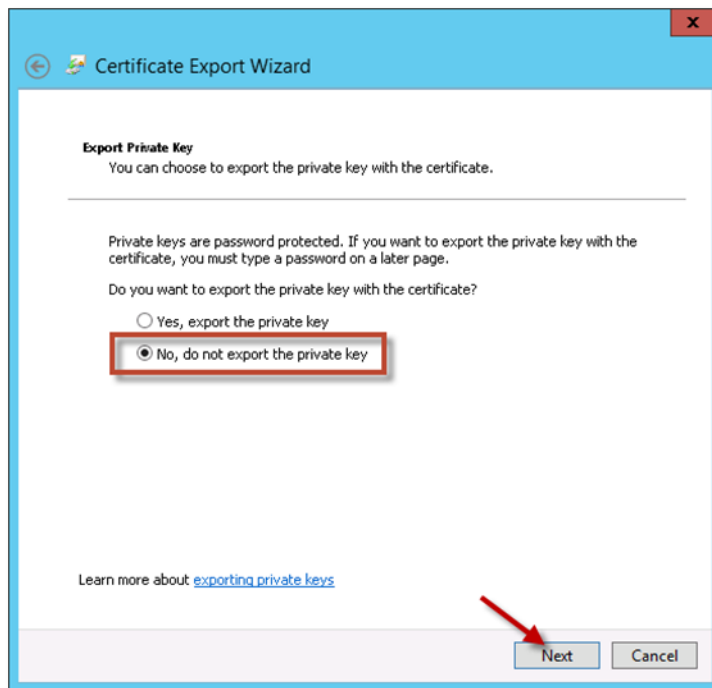 x
Certificate Export Wizard
Export Private Key
You can choose to export the private key with the certificate.
Private keys are password protected. If you want to export the private key with the
certificate, you must type a password on a later page.
Do you want to export the private key with the certificate?
Yes, export the private key
No, do not export the private key
Learn more about exporting private keys
Next
Cancel